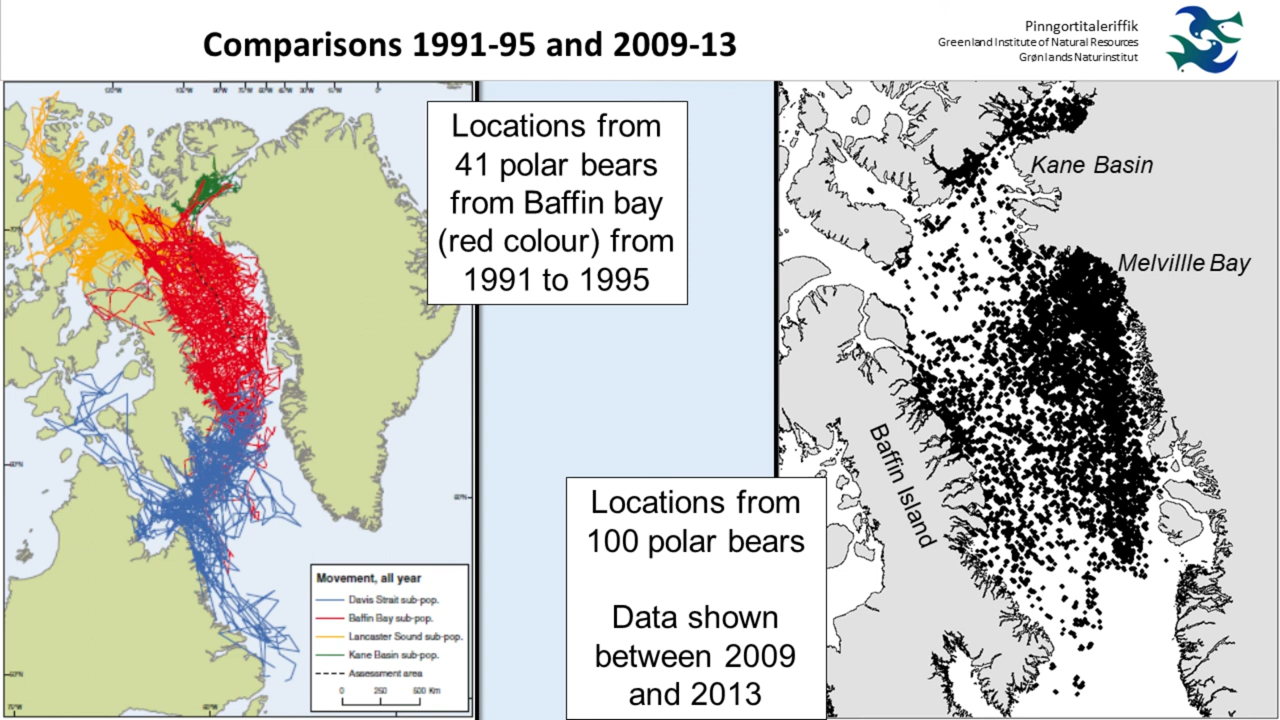 Comparisons 1991-95 and 2009-13
Pinngortitaleriffik
Greenland Institute of Natural Resources
Grønlands Naturinstitut
Locations from
41 polar bears
from Baffin bay
(red colour) from
1991 to 1995
Kane Basin
Melvillle Bay
Baffin Island
Locations from
100 polar bears
Data shown
between 2009
and 2013
Movement, all year
Davis Strait sub-pop.
Baffin Bay sub-pop.
Lancaster Sound sub-pop.
Kane Basin sub-pop.
Assessment area
0 250 500 Km